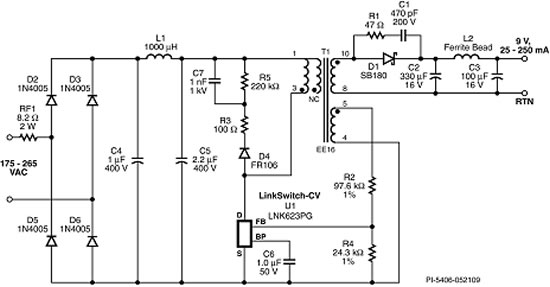 L1
1000 µH
D2
1N4005
D3
1N4005
RF1
8.2 Ω
2 W
175 - 265
VAC
D5
1N4005
D6
1N4005
C4
1 µF
400 V
C5
2.2 µF
400 V
C7
1 nF
1 kV
R5
220 kΩ
R3
100 Ω
D4
FR106
1
3
NC
T1
10
8
5
4
EE16
R1
47 Ω
C1
470 pF
200 V
D1
SB180
C2
330 µF
16 V
L2
Ferrite Bead
C3
100 µF
16 V
9 V,
25 - 250 mA
RTN
R2
97.6 kΩ
1%
R4
24.3 kΩ
1%
LinkSwitch-CV
U1
LNK623PG
D
FB
BP
S
C6
1.0 µF
50 V
PI-5406-052109